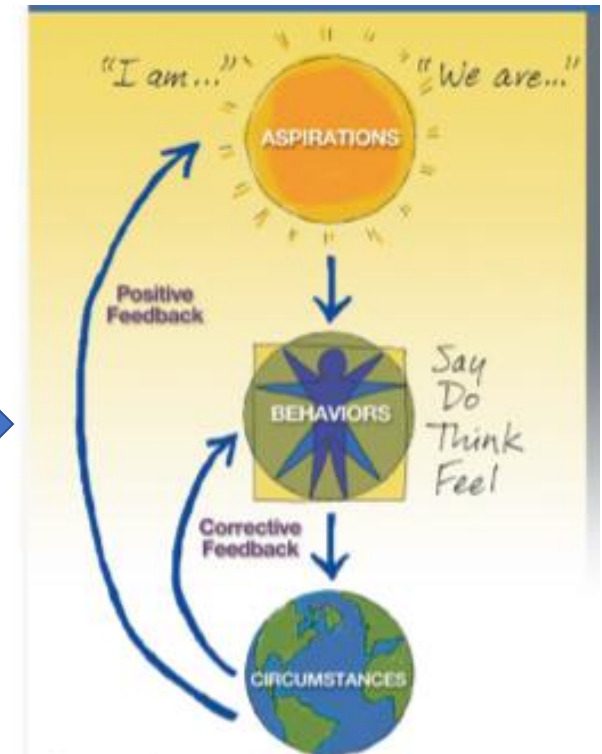 "I am..." "We are..."
ASPIRATIONS
Positive
Feedback
BEHAVIORS
Say
Do
Think
Feel
Corrective
Feedback
CIRCUMSTANCES